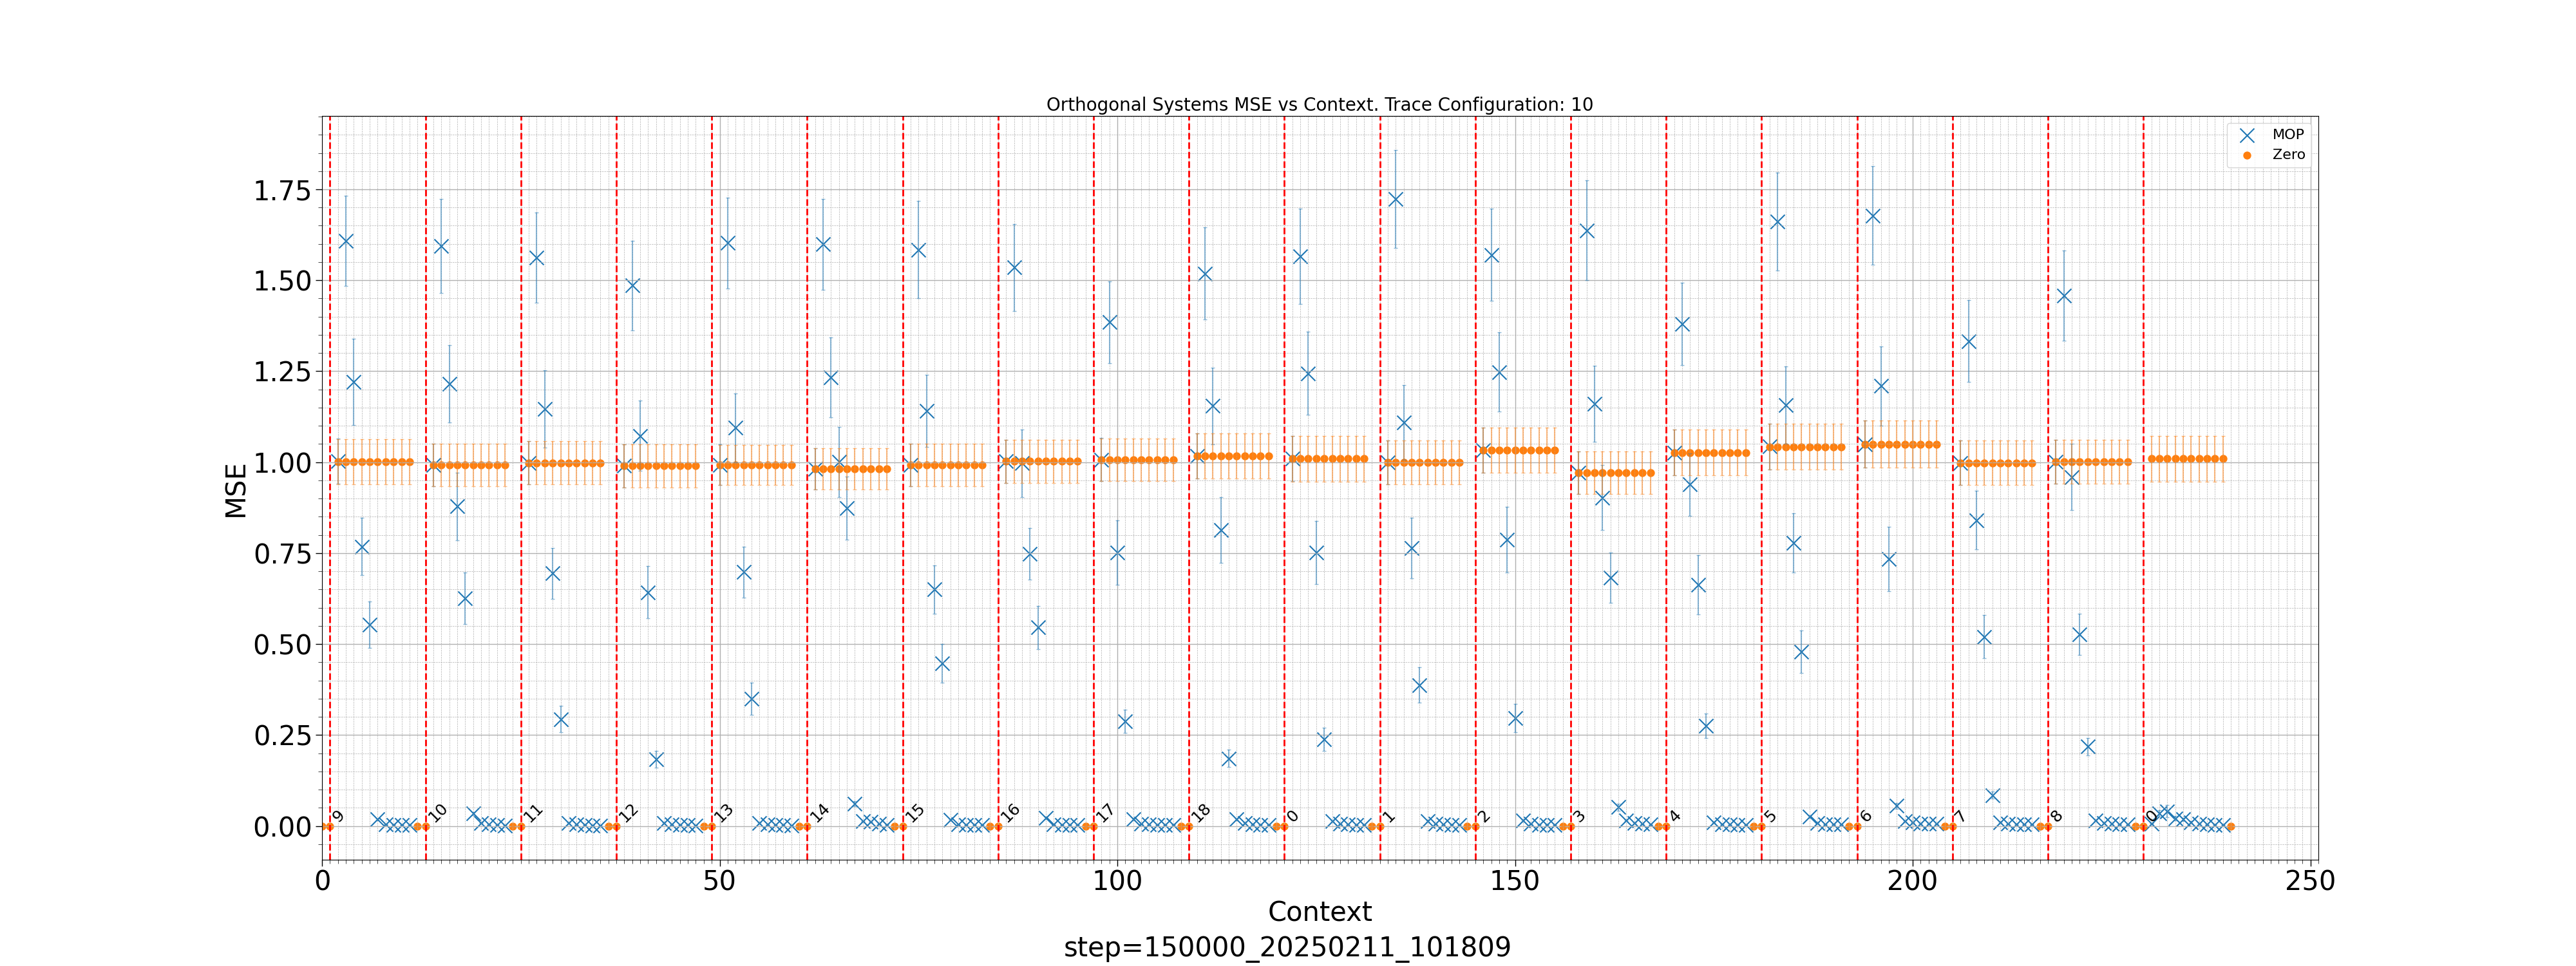 Orthogonal Systems MSE vs Context. Trace Configuration: 10
MOP
Zero
MSE
1.75
1.50
1.25
1.00
0.75
0.50
0.25
0.00
9 10 11 12 13 14 15 16 17 18 0 1 2 3 4 5 6 7 8 0
0 50 100 150 200 250
Context
step=150000_20250211_101809